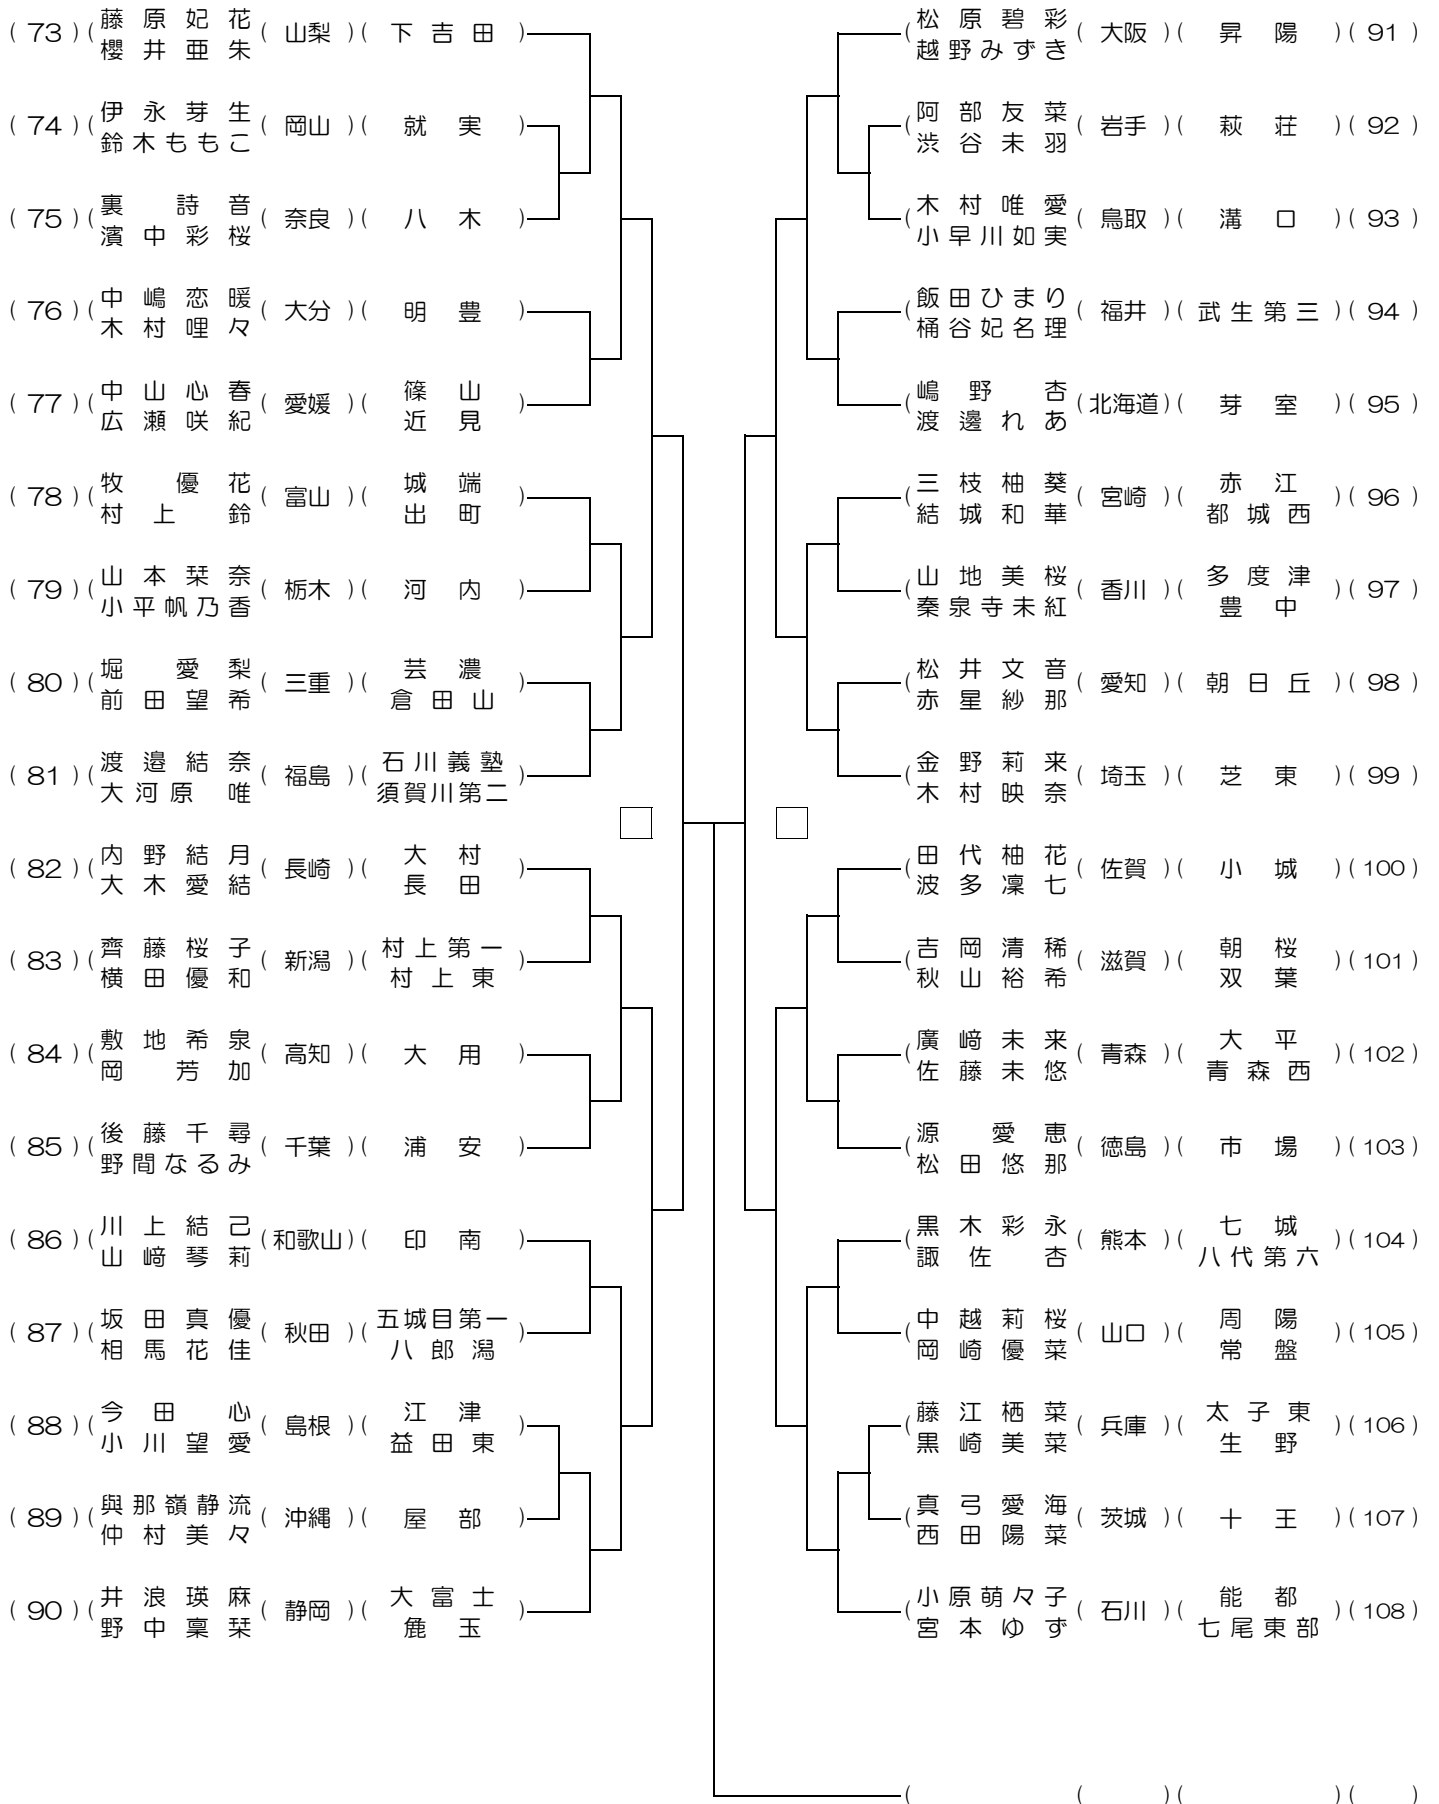 (73)(藤原妃花(山梨)(下吉田)
櫻井亜朱
(74)(伊永芽生(岡山)(就実)
鈴木ももこ
(75)(裏詩音(奈良)(八木)
濱中彩桜
(76)(中嶋恋暖(大分)(明豊)
木村哩々
(77)(中山心春(愛媛)(篠山)
広瀬咲紀 近見
(78)(牧優花(富山)(城端)
村上鈴 出町
(79)(山本栞奈(栃木)(河内)
小平帆乃香
(80)(堀愛梨(三重)(芸濃)
前田望希 倉田山
(81)(渡邉結奈(福島)(石川義塾)
大河原唯 須賀川第二
(82)(内野結月(長崎)(大村)
大木愛結 長田
(83)(齊藤桜子(新潟)(村上第一)
横田優和 村上東
(84)(敷地希泉(高知)(大用)
岡芳加
(85)(後藤千尋(千葉)(浦安)
野間なるみ
(86)(川上結己(和歌山)(印南)
山﨑琴莉
(87)(坂田真優(秋田)(五城目第一)
相馬花佳 八郎潟
(88)(今田心(島根)(江津)
小川望愛 益田東
(89)(與那嶺静流(沖縄)(屋部)
仲村美々
(90)(井浪瑛麻(静岡)(大富士)
野中稟栞 麁玉
(松原碧彩(大阪)(昇陽)(91)
越野みずき
(阿部友菜(岩手)(萩荘)(92)
渋谷未羽
(木村唯愛(鳥取)(溝口)(93)
小早川如実
(飯田ひまり(福井)(武生第三)(94)
桶谷妃名理
(嶋野杏(北海道)(芽室)(95)
渡邊れあ
(三枝柚葵(宮崎)(赤江)(96)
結城和華 都城西
(山地美桜(香川)(多度津)(97)
秦泉寺未紅 豊中
(松井文音(愛知)(朝日丘)(98)
赤星紗那
(金野莉来(埼玉)(芝東)(99)
木村映奈
(田代柚花(佐賀)(小城)(100)
波多凜七
(吉岡清稀(滋賀)(朝桜)(101)
秋山裕希 双葉
(廣﨑未来(青森)(大平)(102)
佐藤未悠 青森西
(源愛恵(徳島)(市場)(103)
松田悠那
(黒木彩永(熊本)(七城)(104)
諏佐杏 八代第六
(中越莉桜(山口)(周陽)(105)
岡崎優菜 常盤
(藤江栖菜(兵庫)(太子東)(106)
黒崎美菜 生野
(真弓愛海(茨城)(十王)(107)
西田陽菜
(小原萌々子(石川)(能都)(108)
宮本ゆず 七尾東部
( ( )( )( )